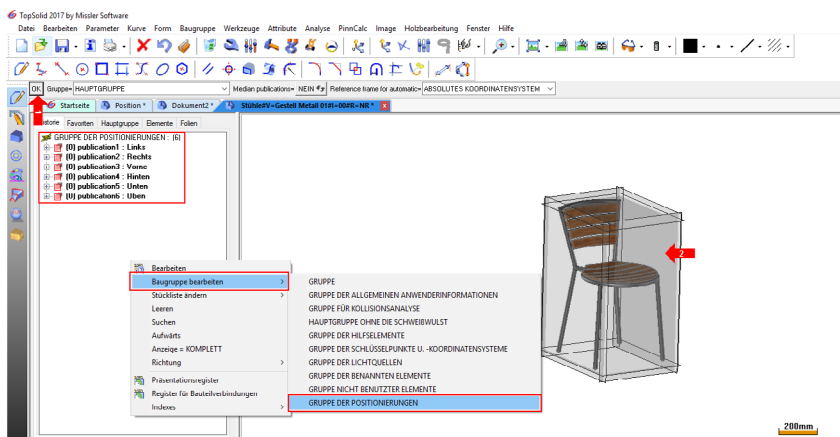 TopSolid 2017 by Missler Software
Datei Bearbeiten Parameter Kurve Form Baugruppe Werkzeuge Attribute Analyse PinnCalc Image Holzbearbeitung Fenster Hilfe
OK Gruppe= HAUPTGRUPPE Median publications= NEIN Reference frame for automatic= ABSOLUTES KOORDINATENSYSTEM
Startseite Position * Dokument2 * Stühle#V=Gestell Metall 01#I=00#R=NR *
Favoriten Hauptgruppe Elemente Folien
GRUPPE DER POSITIONIERUNGEN : (6)
(0) publication1 : Links
(0) publication2 : Rechts
(0) publication3 : Vorne
(0) publication4 : Hinten
(0) publication5 : Unten
(0) publication6 : Oben
2
Bearbeiten
Baugruppe bearbeiten
Stückliste ändern
Leeren
Suchen
Aufwärts
Anzeige = KOMPLETT
Richtung
Präsentationsregister
Register für Bauteilverbindungen
Indexes
GRUPPE
GRUPPE DER ALLGEMEINEN ANWENDERINFORMATIONEN
GRUPPE FÜR KOLLISIONSANALYSE
HAUPTGRUPPE OHNE DIE SCHWEIBWULST
GRUPPE DER HILFSELEMENTE
GRUPPE DER SCHLÜSSELPUNKTE U. -KOORDINATENSYSTEME
GRUPPE DER LICHTQUELLEN
GRUPPE DER BENANNTEN ELEMENTE
GRUPPE NICHT BENUTZTER ELEMENTE
GRUPPE DER POSITIONIERUNGEN
200mm